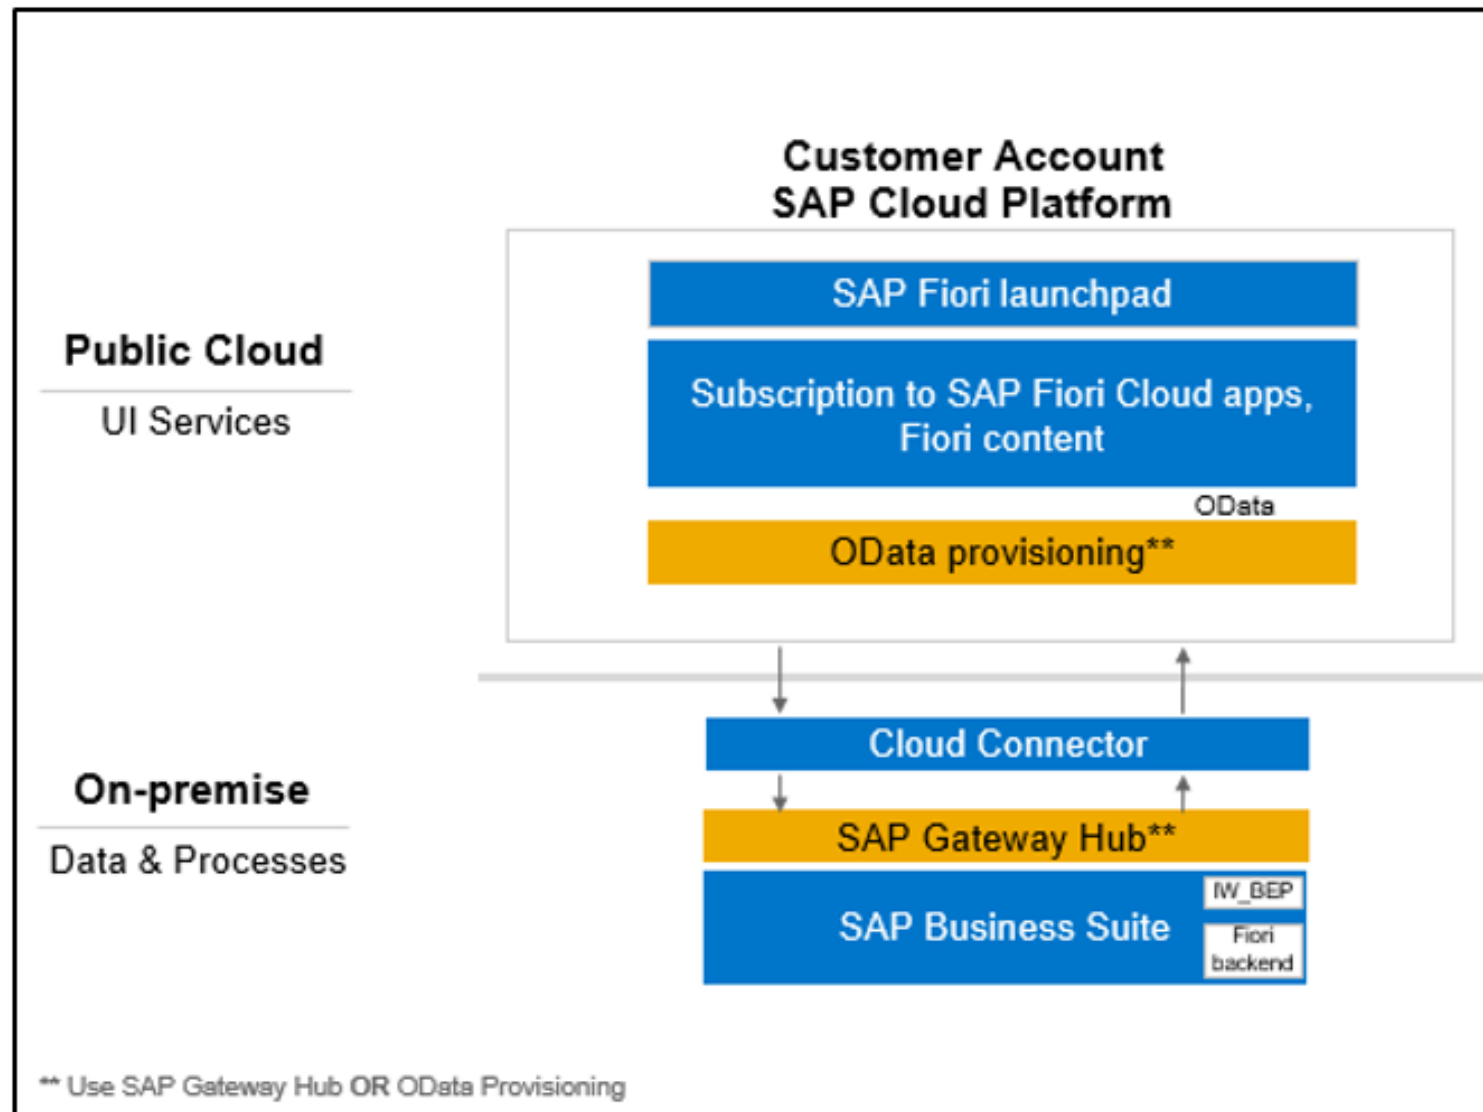 Customer Account
SAP Cloud Platform
SAP Fiori launchpad
Public Cloud
UI Services
Subscription to SAP Fiori Cloud apps,
Fiori content
OData
OData provisioning**
Cloud Connector
On-premise
Data & Processes
SAP Gateway Hub**
SAP Business Suite
IW_BEP
Fiori
backend
** Use SAP Gateway Hub OR OData Provisioning